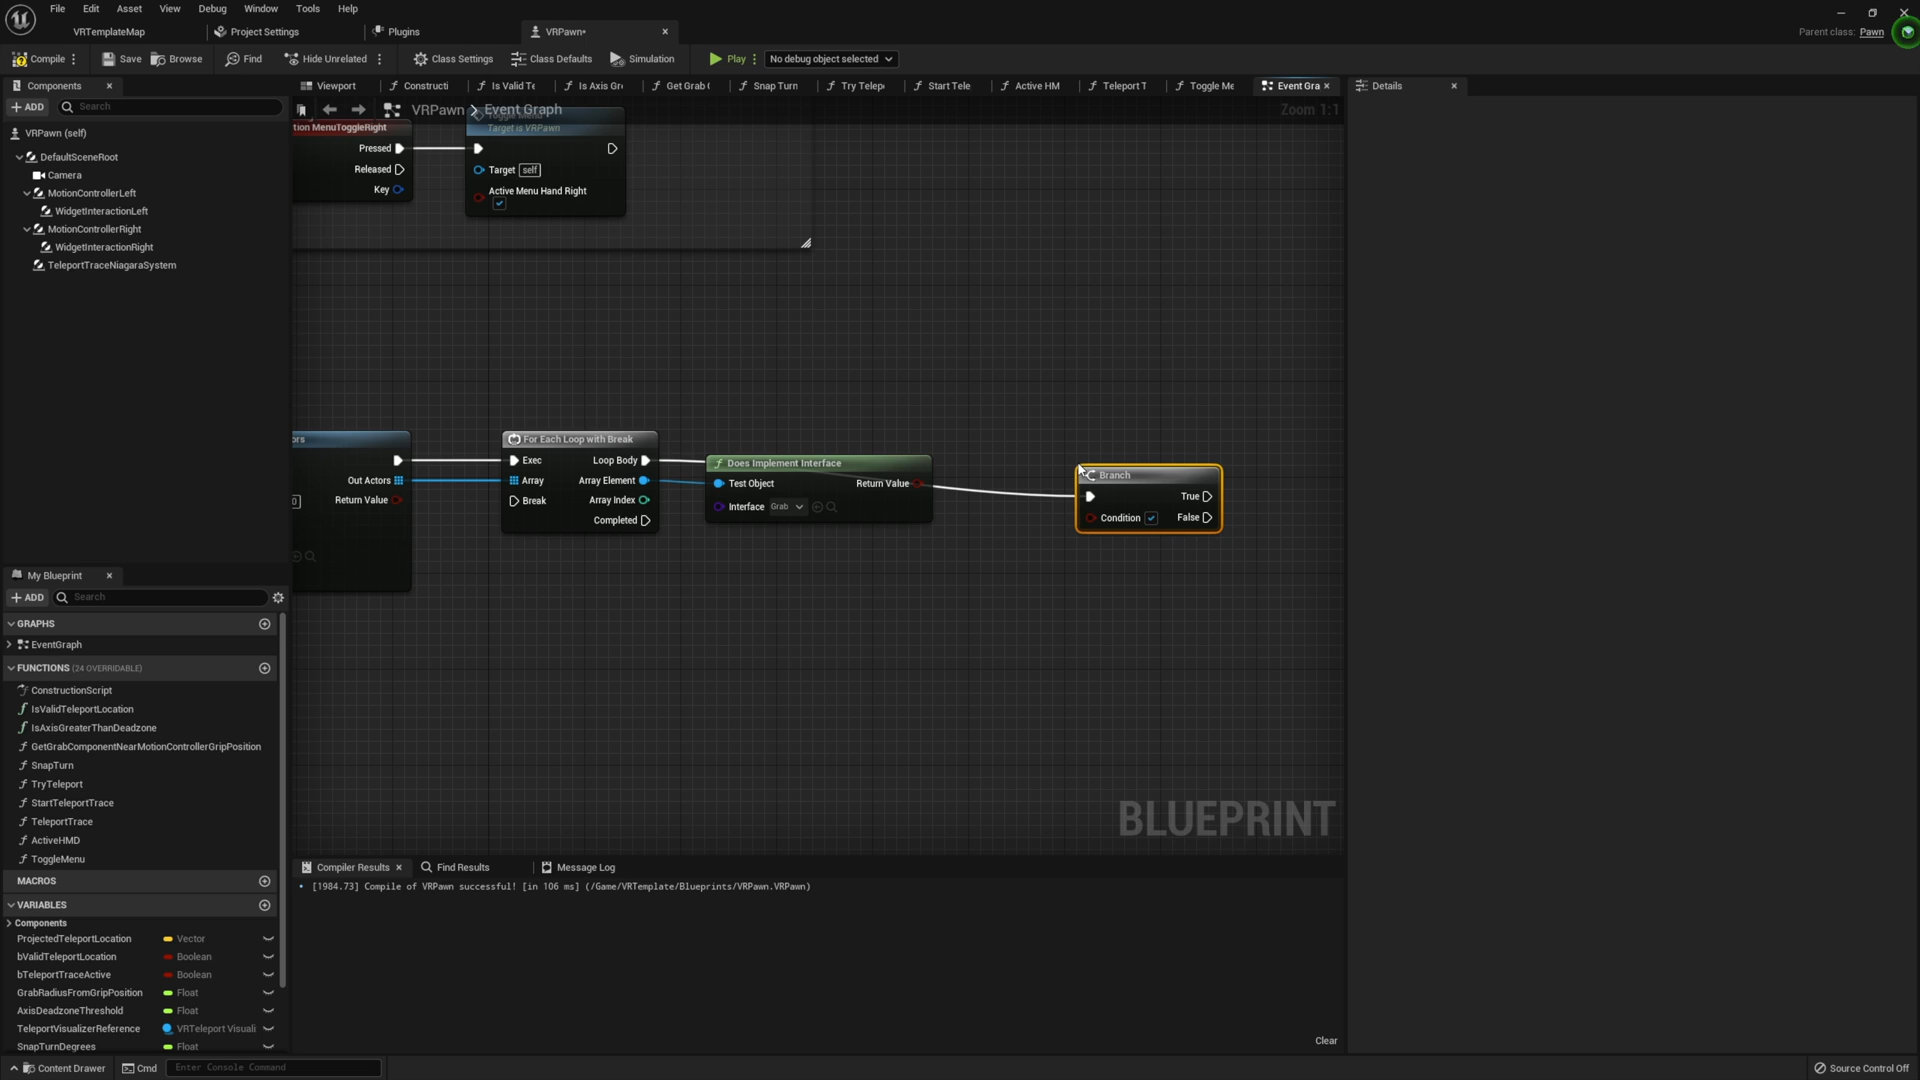 File Edit Asset View Debug Window Tools Help
VRTemplateMap
Project Settings
Plugins
VRPawn•
Parent class: Pawn
Compile
Save
Browse
Find
Hide Unrelated
Class Settings
Class Defaults
Simulation
Play
No debug object selected
Components
Viewport
Constructi
Is Valid Te
Is Axis Gr
Get Grab (
Snap Turn
Try Telep
Start Tele
Active HM
Teleport T
Toggle Me
Event Gra
Details
+ ADD
Search
VRPawn > Event Graph
Zoom 1:1
VRPawn (self)
DefaultSceneRoot
Camera
MotionControllerLeft
WidgetInteractionLeft
MotionControllerRight
WidgetInteractionRight
TeleportTraceNiagaraSystem
tion MenuToggleRight
Pressed
Released
Key
Toggle Menu
Target is VRPawn
Target self
Active Menu Hand Right
ors
Out Actors
Return Value
0
For Each Loop with Break
Exec
Loop Body
Array
Array Element
Break
Array Index
Completed
Does Implement Interface
Test Object
Return Value
Interface Grab
Branch
True
Condition
False
BLUEPRINT
My Blueprint
+ ADD
Search
GRAPHS
EventGraph
FUNCTIONS (24 OVERRIDABLE)
ConstructionScript
IsValidTeleportLocation
IsAxisGreaterThanDeadzone
GetGrabComponentNearMotionControllerGripPosition
SnapTurn
TryTeleport
StartTeleportTrace
TeleportTrace
ActiveHMD
ToggleMenu
MACROS
VARIABLES
Components
ProjectedTeleportLocation Vector
bValidTeleportLocation Boolean
bTeleportTraceActive Boolean
GrabRadiusFromGripPosition Float
AxisDeadzoneThreshold Float
TeleportVisualizerReference VRTeleport Visuali
SnapTurnDegrees Float
Compiler Results
Find Results
Message Log
[1984.73] Compile of VRPawn successful! [in 106 ms] (/Game/VRTemplate/Blueprints/VRPawn.VRPawn)
Clear
Content Drawer
Cmd
Enter Console Command
Source Control Off